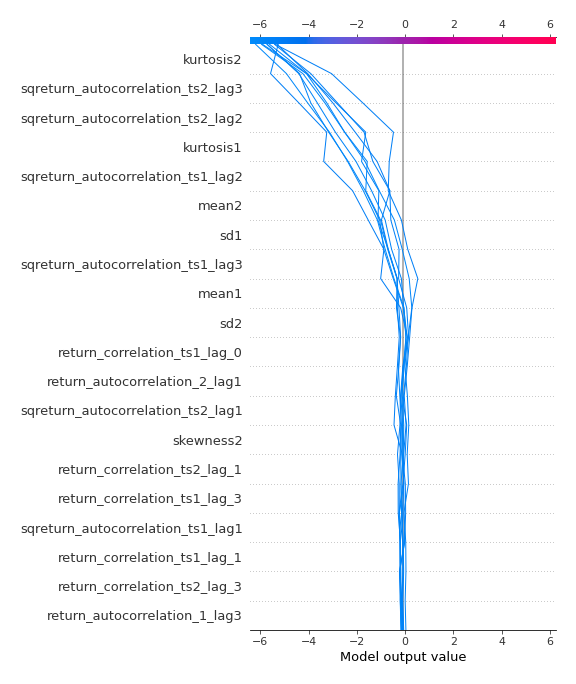 −6 −4 −2 0 2 4 6
kurtosis2
sqreturn_autocorrelation_ts2_lag3
sqreturn_autocorrelation_ts2_lag2
kurtosis1
sqreturn_autocorrelation_ts1_lag2
mean2
sd1
sqreturn_autocorrelation_ts1_lag3
mean1
sd2
return_correlation_ts1_lag_0
return_autocorrelation_2_lag1
sqreturn_autocorrelation_ts2_lag1
skewness2
return_correlation_ts2_lag_1
return_correlation_ts1_lag_3
sqreturn_autocorrelation_ts1_lag1
return_correlation_ts1_lag_1
return_correlation_ts2_lag_3
return_autocorrelation_1_lag3
−6 −4 −2 0 2 4 6
Model output value